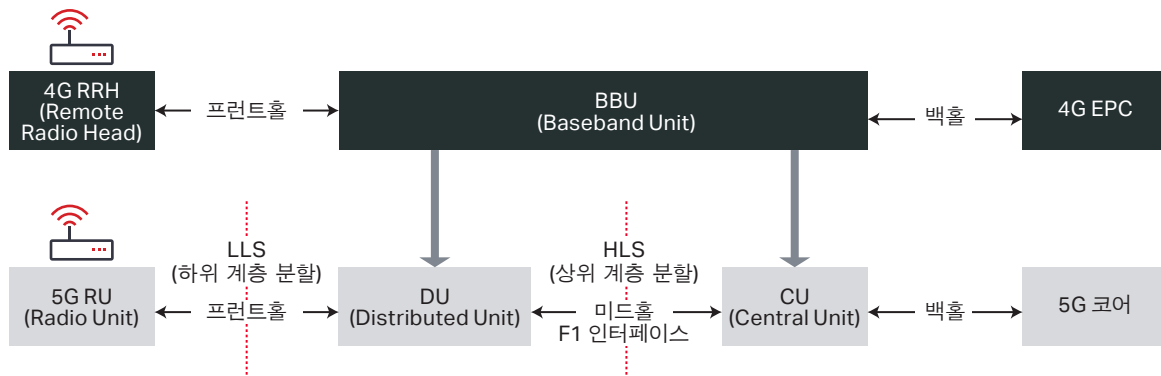 4G RRH
(Remote
Radio Head)
프런트홀
BBU
(Baseband Unit)
백홀
4G EPC
LLS
(하위 계층 분할)
HLS
(상위 계층 분할)
5G RU
(Radio Unit)
프런트홀
DU
(Distributed Unit)
미드홀
F1 인터페이스
CU
(Central Unit)
백홀
5G 코어